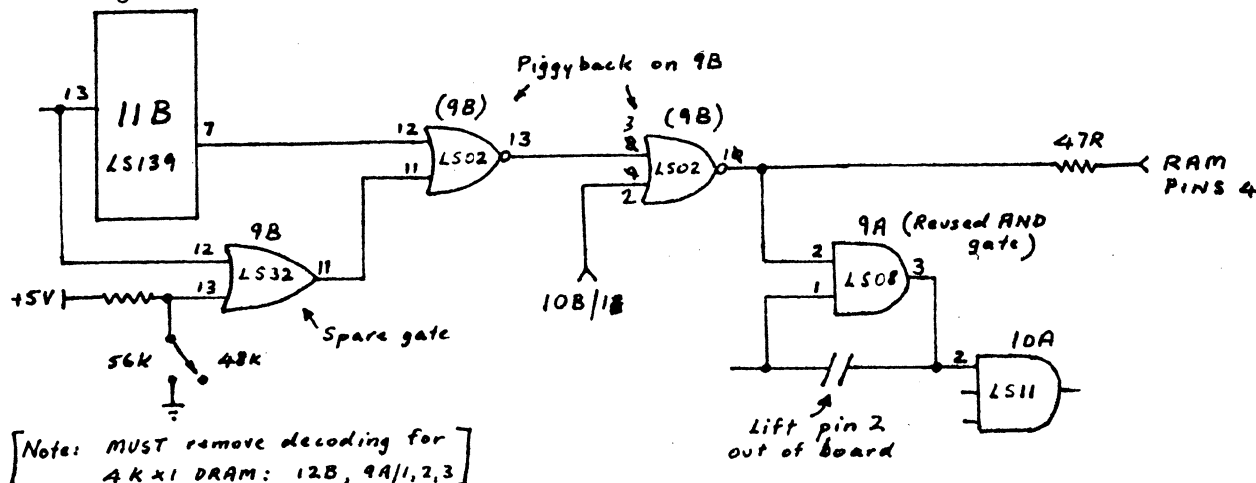 Piggyback on 9B
13
11B
LS139
7
12
(9B)
LS02
13
11
3
(9B)
LS02
2
47R
RAM
PINS 4
9B
12
LS32
11
13
+5V
Spare gate
56K
48K
10B/1
9A (Reused AND
gate)
2
LS08
3
1
10A
2
LS11
Lift pin 2
out of board
[Note: MUST remove decoding for
4K x1 DRAM: 12B, 9A/1,2,3]